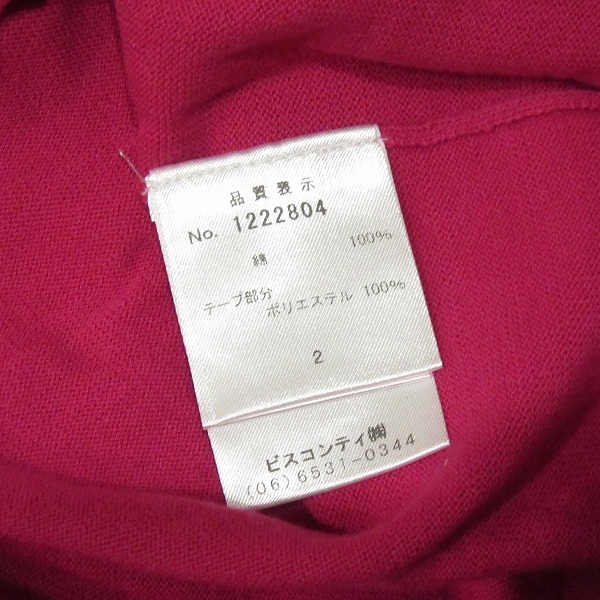 品質表示
No. 1222804
綿 100%
テープ部分
ポリエステル 100%
2
ビスコンティ㈱
(06)6531-0344